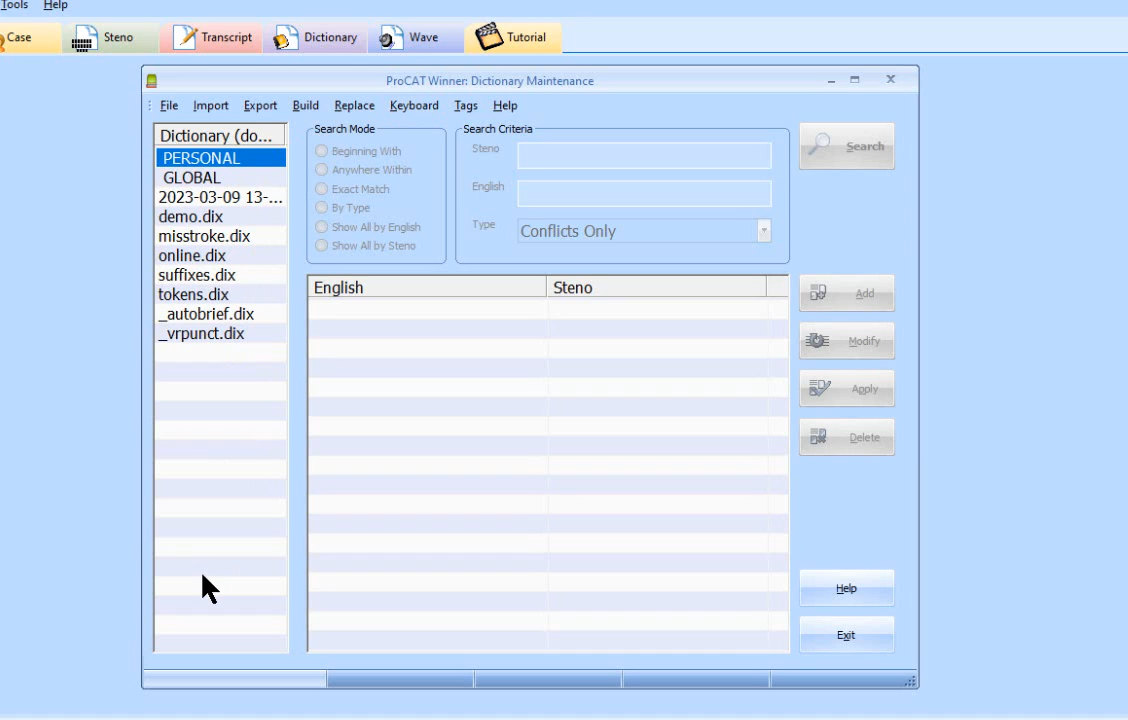 Tools Help
Case Steno Transcript Dictionary Wave Tutorial
ProCAT Winner: Dictionary Maintenance
File Import Export Build Replace Keyboard Tags Help
Dictionary (do...
PERSONAL
GLOBAL
2023-03-09 13-...
demo.dix
misstroke.dix
online.dix
suffixes.dix
tokens.dix
_autobrief.dix
_vrpunct.dix
Search Mode
Beginning With
Anywhere Within
Exact Match
By Type
Show All by English
Show All by Steno
Search Criteria
Steno
English
Type Conflicts Only
Search
English Steno
Add
Modify
Apply
Delete
Help
Exit